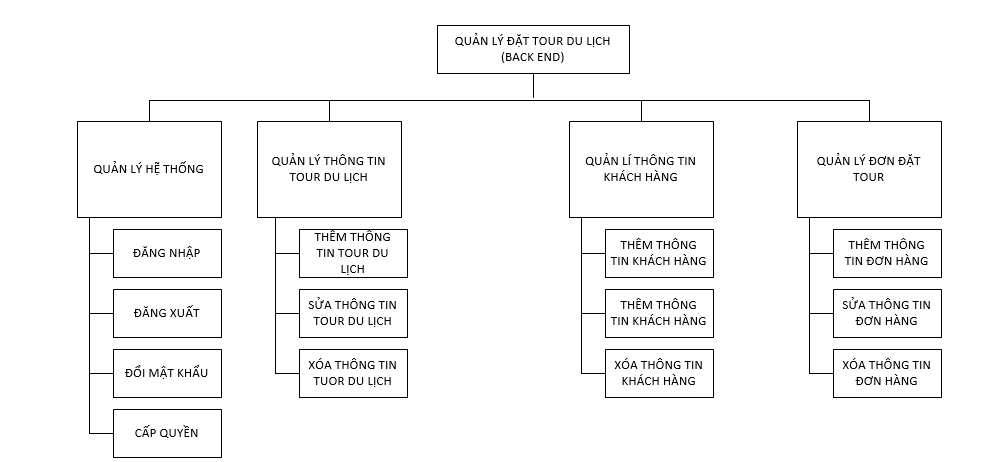 QUẢN LÝ ĐẶT TOUR DU LỊCH
(BACK END)
QUẢN LÝ HỆ THỐNG
ĐĂNG NHẬP
ĐĂNG XUẤT
ĐỔI MẬT KHẨU
CẤP QUYỀN
QUẢN LÝ THÔNG TIN
TOUR DU LỊCH
THÊM THÔNG
TIN TOUR DU
LỊCH
SỬA THÔNG TIN
TOUR DU LỊCH
XÓA THÔNG TIN
TUOR DU LỊCH
QUẢN LÍ THÔNG TIN
KHÁCH HÀNG
THÊM THÔNG
TIN KHÁCH HÀNG
THÊM THÔNG
TIN KHÁCH HÀNG
XÓA THÔNG TIN
KHÁCH HÀNG
QUẢN LÝ ĐƠN ĐẶT
TOUR
THÊM THÔNG
TIN ĐƠN HÀNG
SỬA THÔNG TIN
ĐƠN HÀNG
XÓA THÔNG TIN
ĐƠN HÀNG